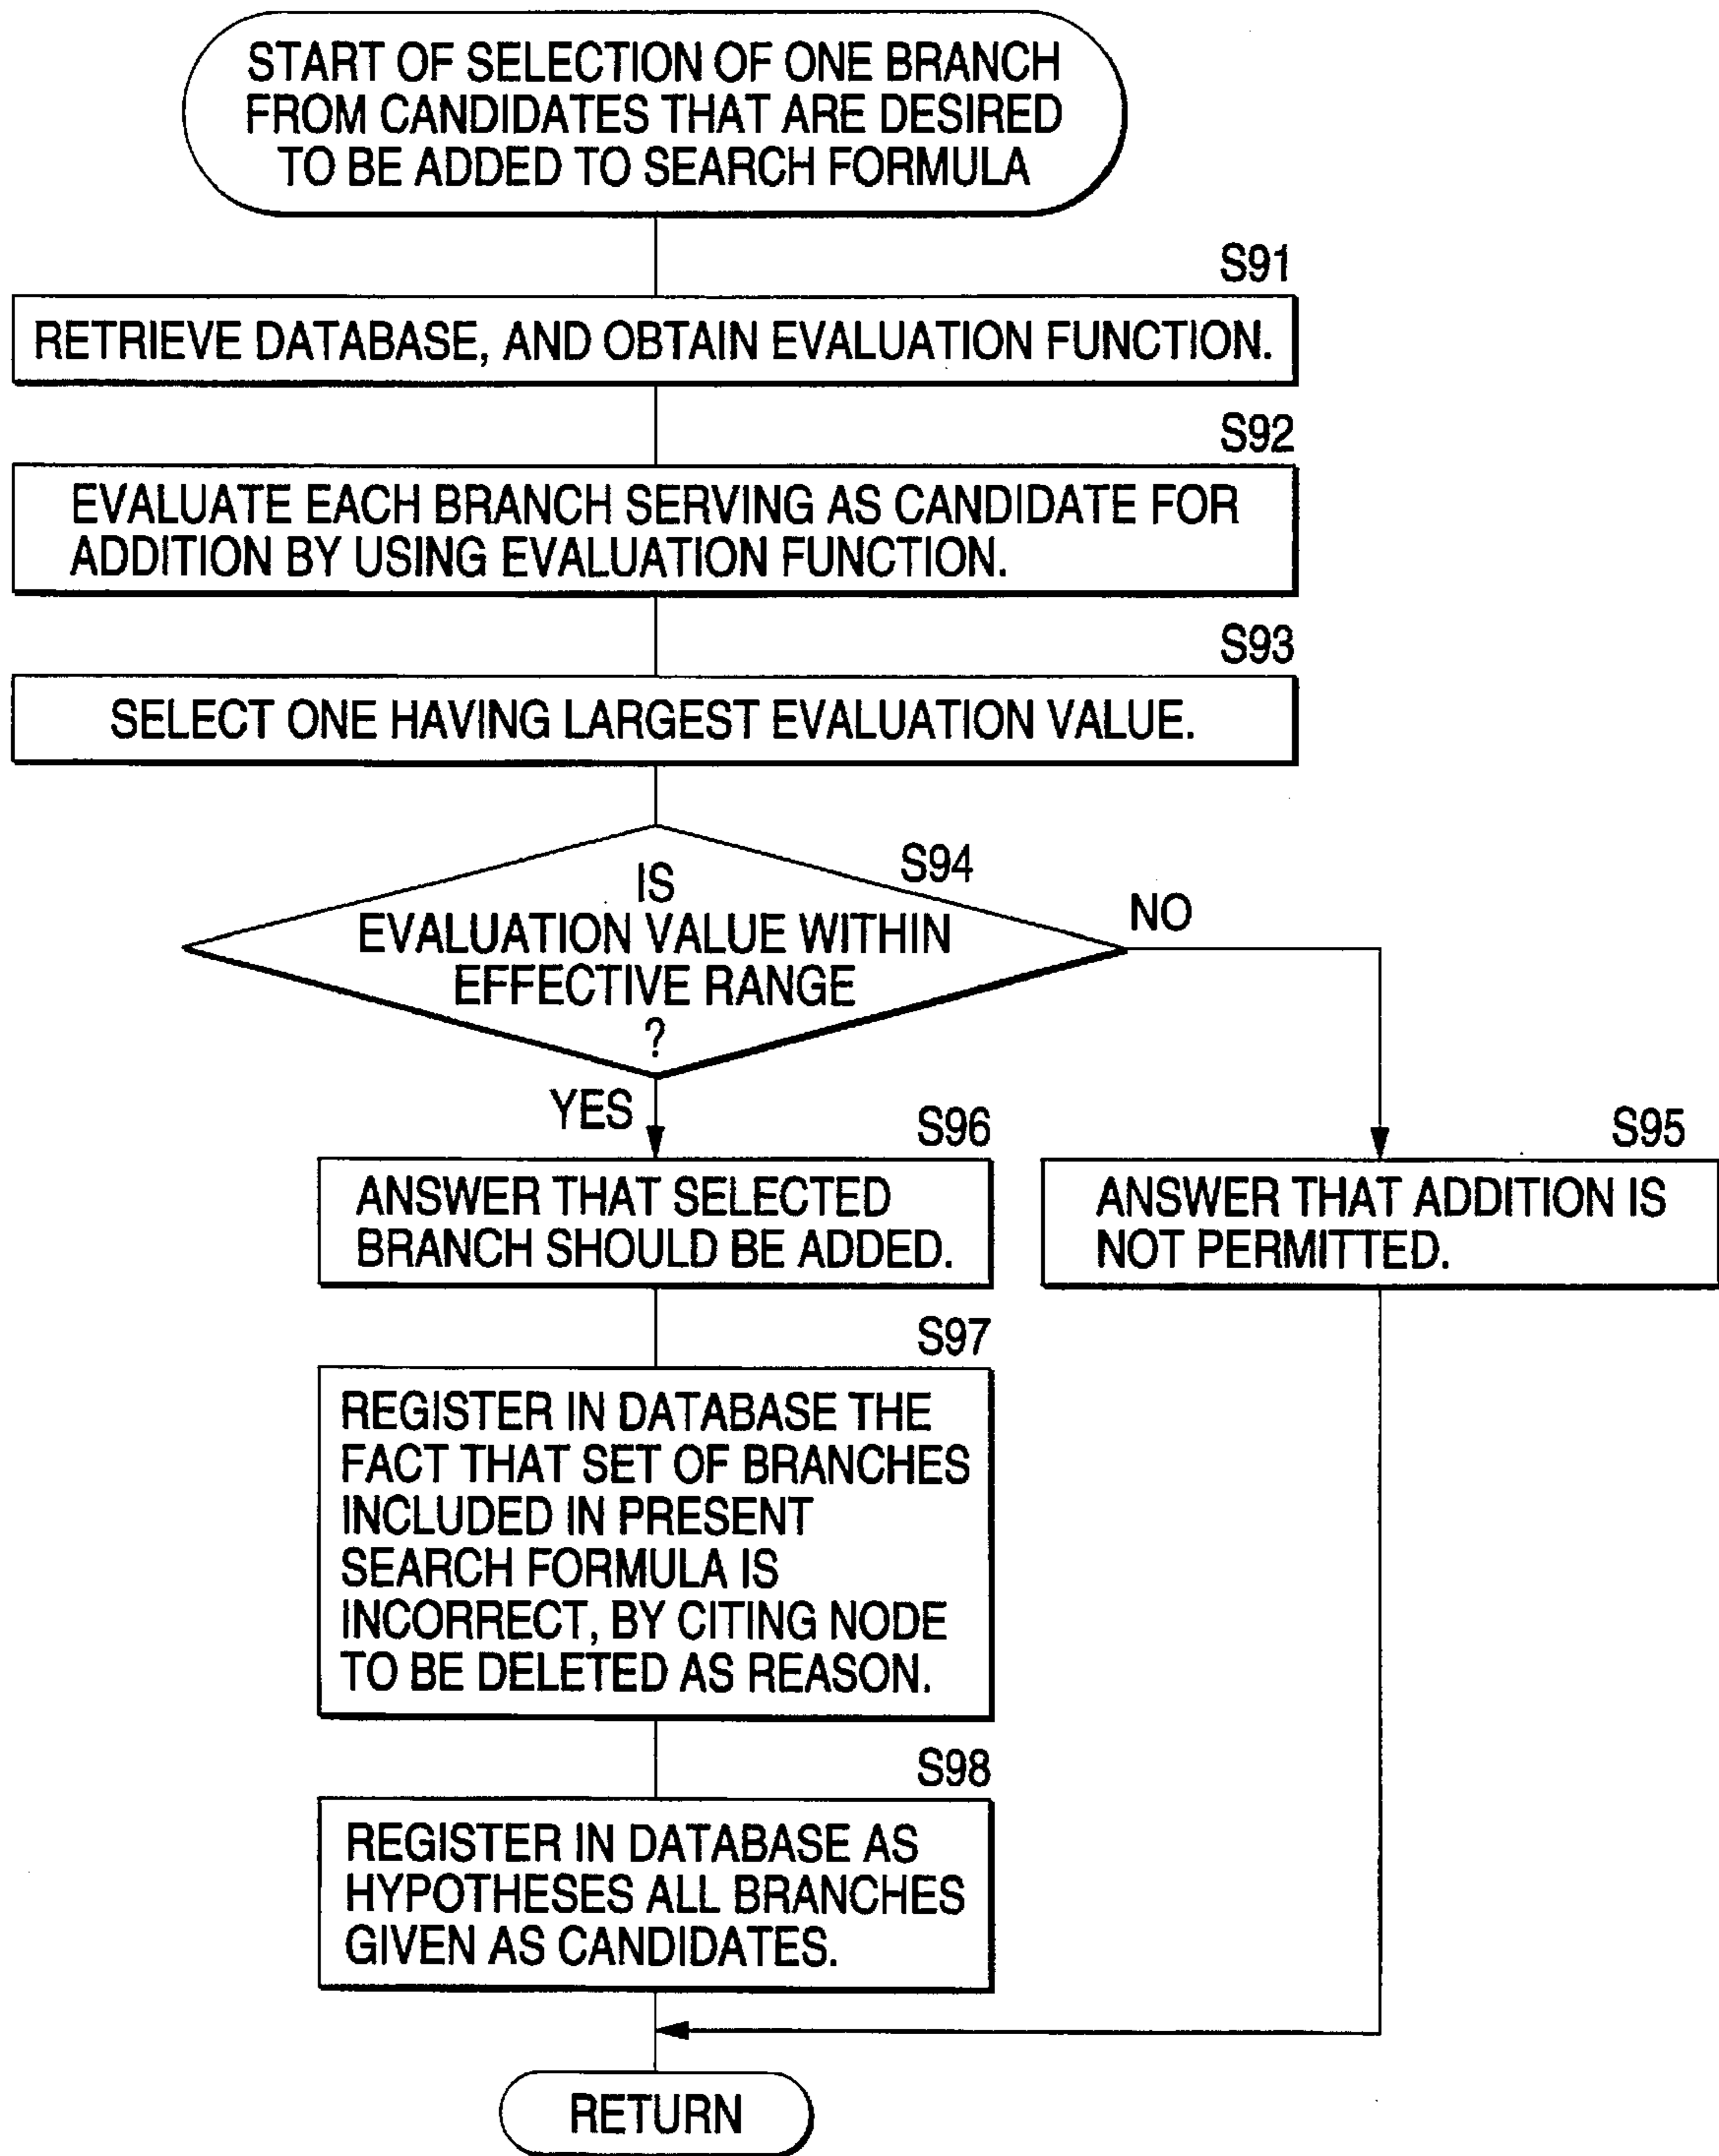 START OF SELECTION OF ONE BRANCH
FROM CANDIDATES THAT ARE DESIRED
TO BE ADDED TO SEARCH FORMULA
S91
RETRIEVE DATABASE, AND OBTAIN EVALUATION FUNCTION.
S92
EVALUATE EACH BRANCH SERVING AS CANDIDATE FOR
ADDITION BY USING EVALUATION FUNCTION.
S93
SELECT ONE HAVING LARGEST EVALUATION VALUE.
S94
IS
EVALUATION VALUE WITHIN
EFFECTIVE RANGE
?
NO
YES
S96
ANSWER THAT SELECTED
BRANCH SHOULD BE ADDED.
S95
ANSWER THAT ADDITION IS
NOT PERMITTED.
S97
REGISTER IN DATABASE THE
FACT THAT SET OF BRANCHES
INCLUDED IN PRESENT
SEARCH FORMULA IS
INCORRECT, BY CITING NODE
TO BE DELETED AS REASON.
S98
REGISTER IN DATABASE AS
HYPOTHESES ALL BRANCHES
GIVEN AS CANDIDATES.
RETURN